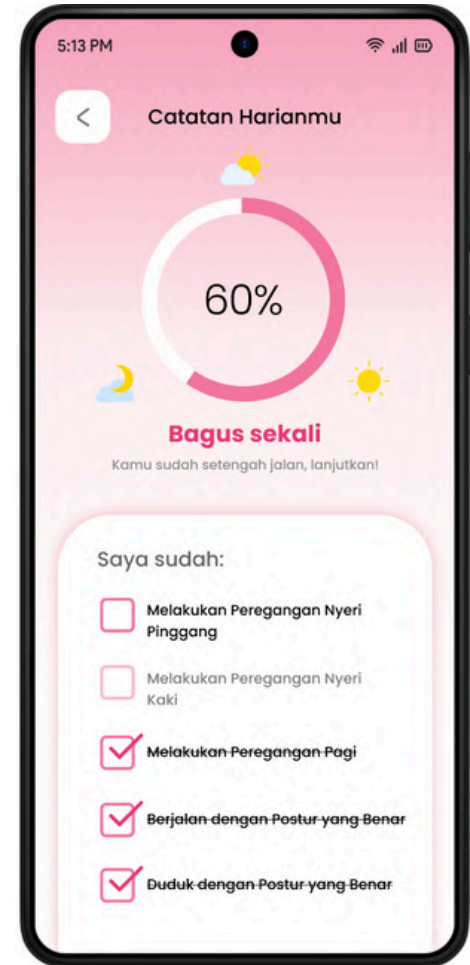 5:13 PM
Catatan Harianmu
60%
Bagus sekali
Kamu sudah setengah jalan, lanjutkan!
Saya sudah:
Melakukan Peregangan Nyeri
Pinggang
Melakukan Peregangan Nyeri
Kaki
Melakukan Peregangan Pagi
Berjalan dengan Postur yang Benar
Duduk dengan Postur yang Benar